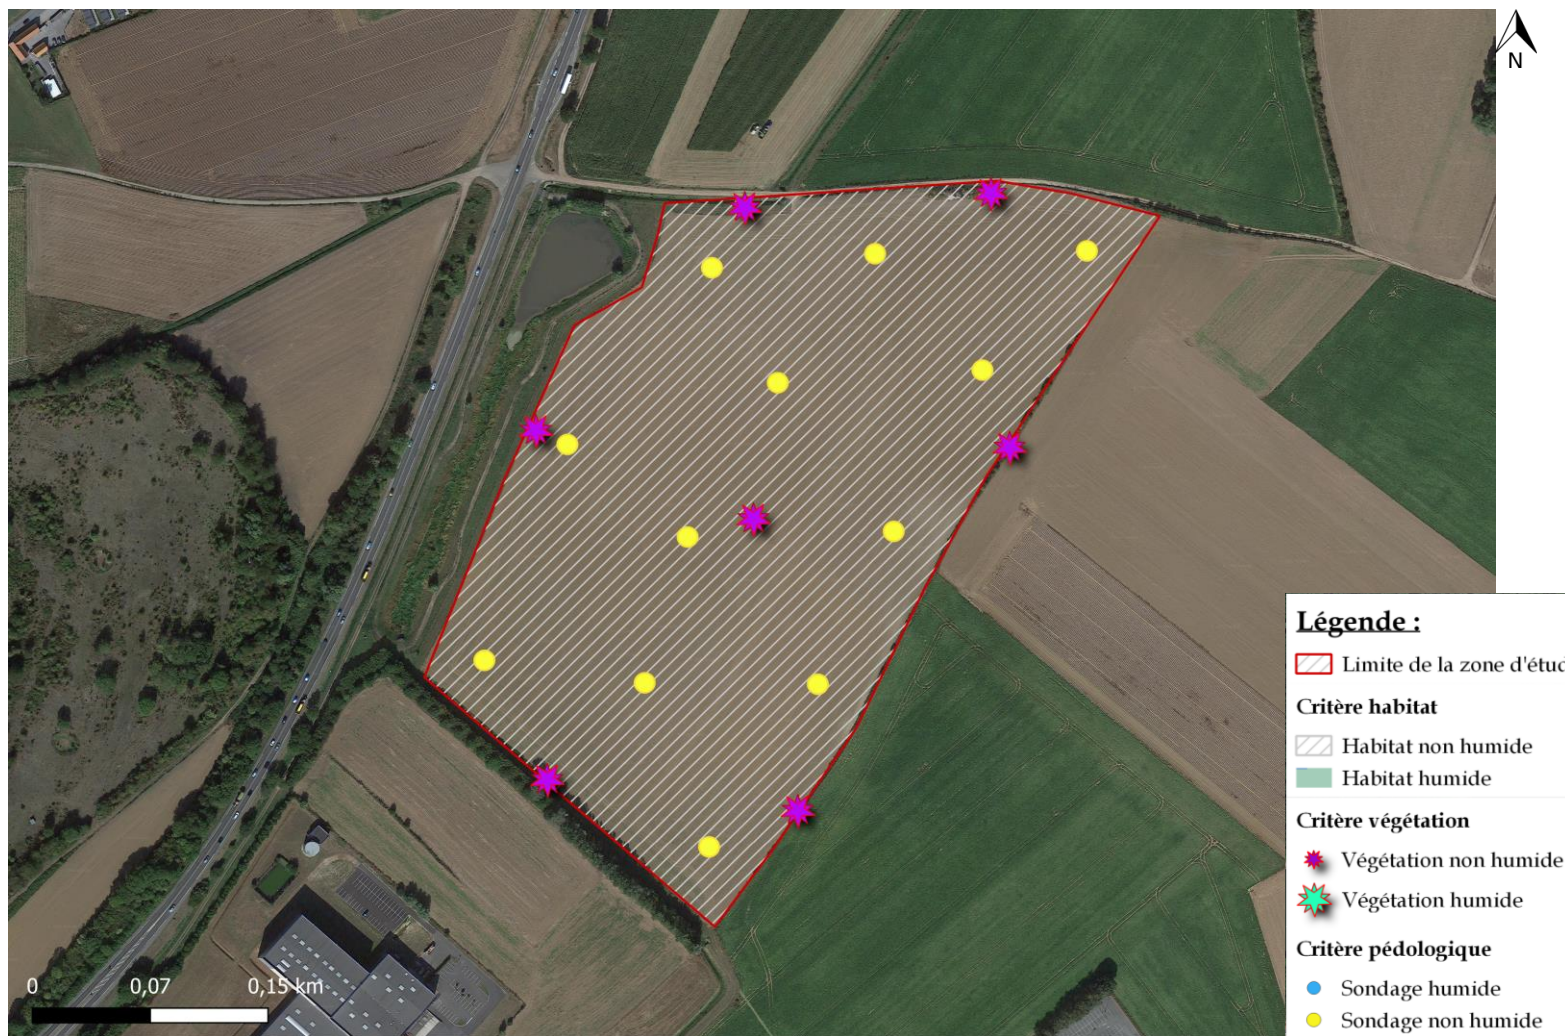 N
Légende :
Limite de la zone d'étud
Critère habitat
Habitat non humide
Habitat humide
Critère végétation
Végétation non humide
Végétation humide
Critère pédologique
Sondage humide
Sondage non humide
0 0,07 0,15 km